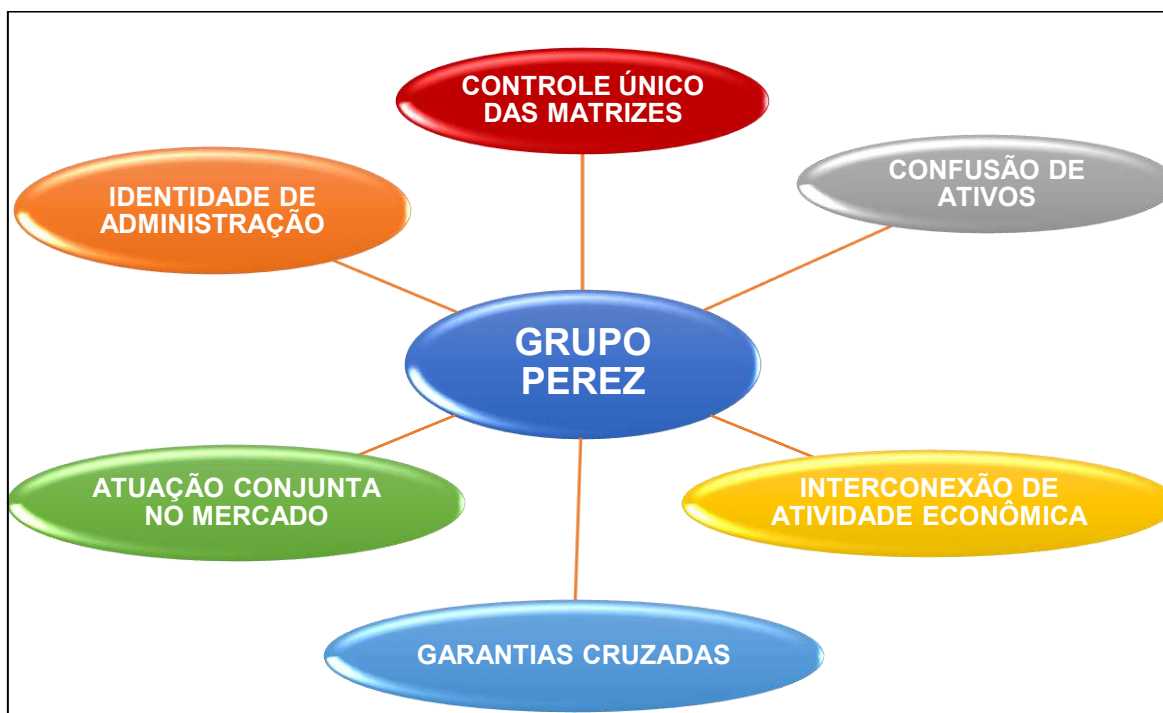 CONTROLE ÚNICO
DAS MATRIZES
CONFUSÃO DE
ATIVOS
IDENTIDADE DE
ADMINISTRAÇÃO
GRUPO
PEREZ
ATUAÇÃO CONJUNTA
NO MERCADO
INTERCONEXÃO DE
ATIVIDADE ECONÔMICA
GARANTIAS CRUZADAS